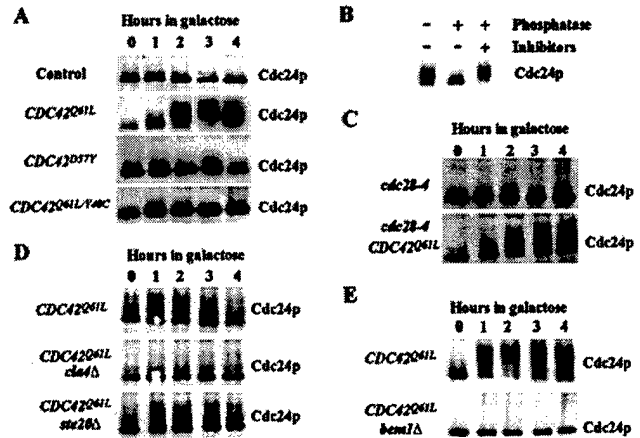 A
Hours in galactose
0 1 2 3 4
Control
Cdc24p
CDC42Q61L
Cdc24p
CDC42D57Y
Cdc24p
CDC42Q61L/Y40C
Cdc24p
B
- + + Phosphatase
- - + Inhibitors
Cdc24p
C
Hours in galactose
0 1 2 3 4
cdc28-4
Cdc24p
cdc28-4
CDC42Q61L
Cdc24p
D
Hours in galactose
0 1 2 3 4
CDC42Q61L
Cdc24p
CDC42Q61L
cla4Δ
Cdc24p
CDC42Q61L
ste20Δ
Cdc24p
E
Hours in galactose
0 1 2 3 4
CDC42Q61L
Cdc24p
CDC42Q61L
bem1Δ
Cdc24p